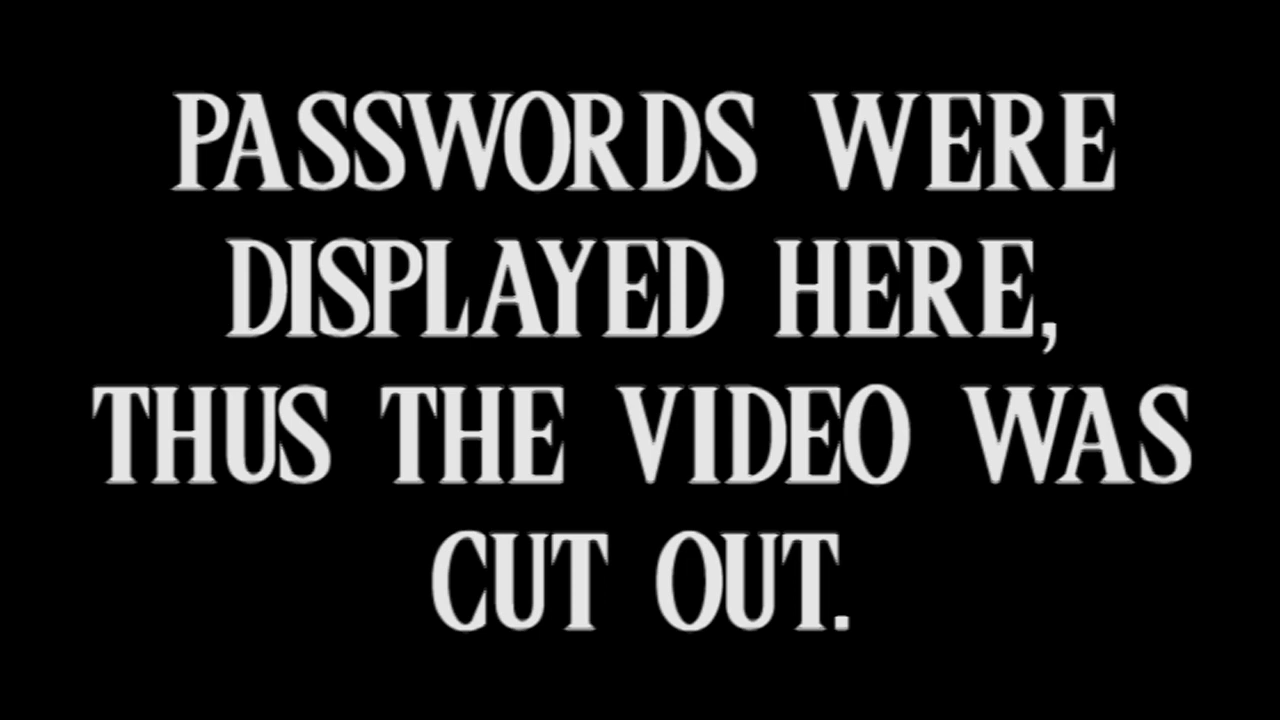 PASSWORDS WERE
DISPLAYED HERE,
THUS THE VIDEO WAS
CUT OUT.